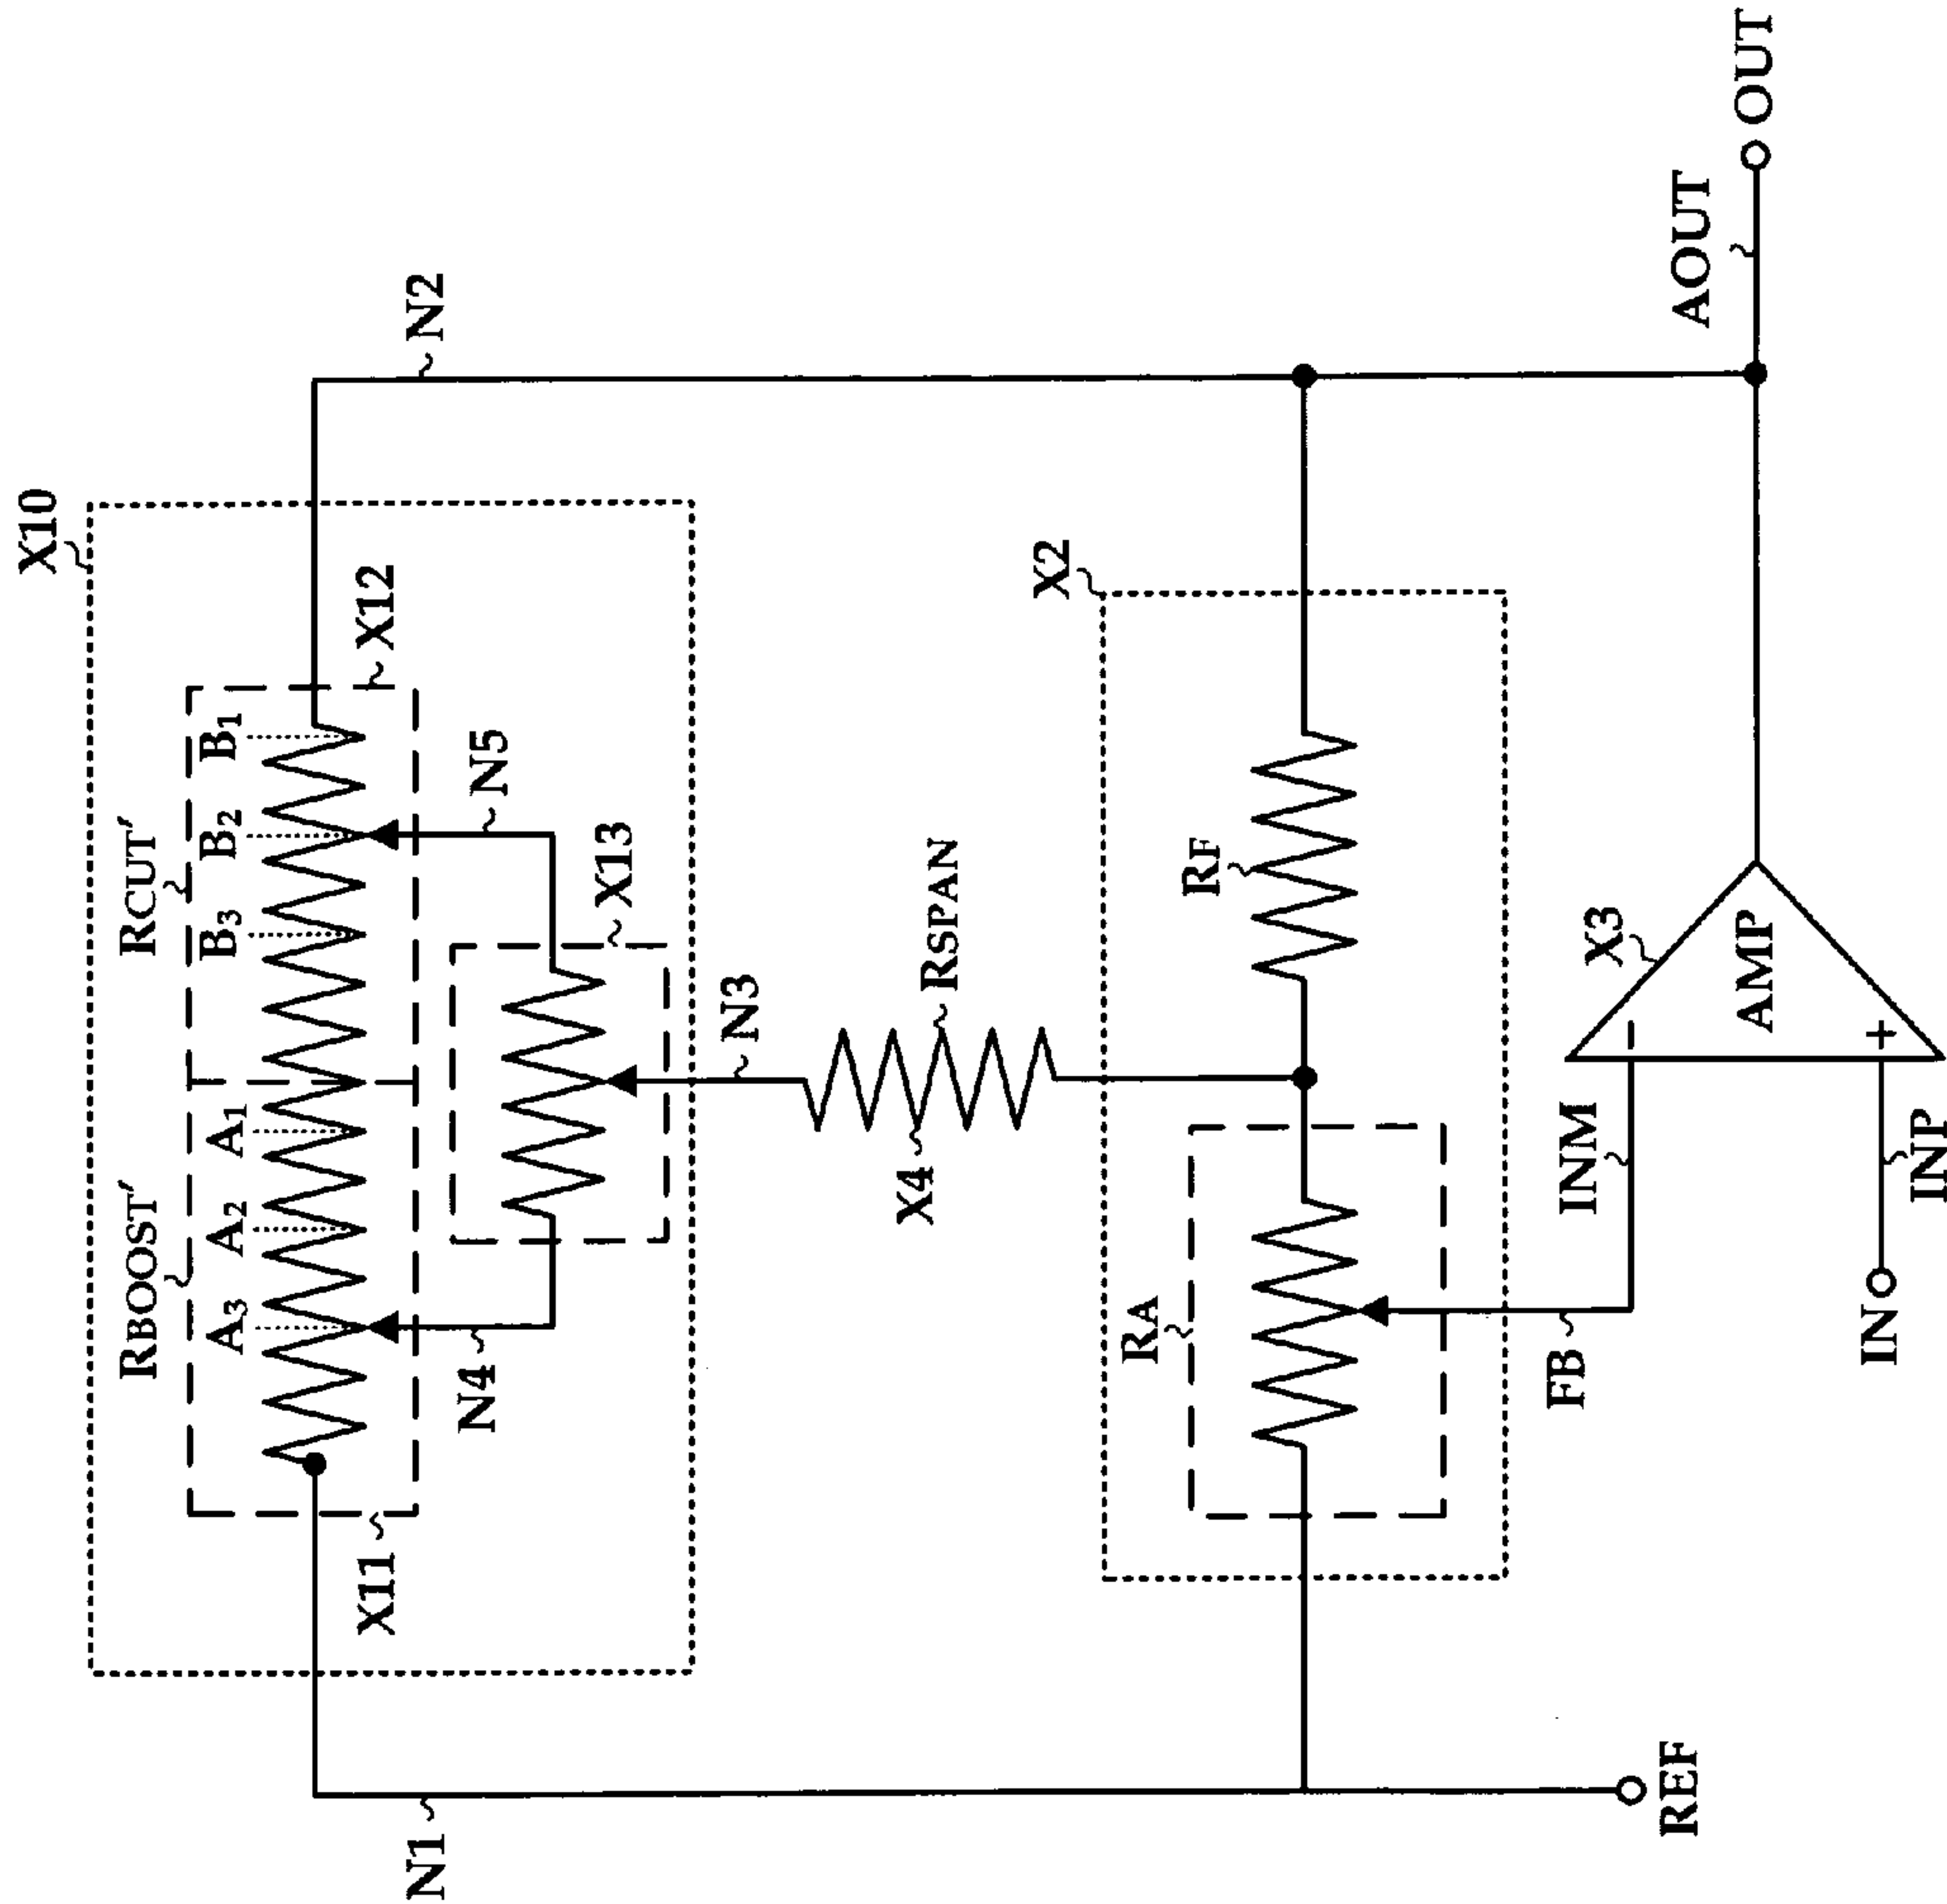 X10
RBOOST′
RCUT′
A3
A2
A1
B3
B2
B1
X11
X12
N1
N2
N4
N5
X13
N3
X4
RSPAN
X2
RA
RF
FB
INM
X3
AMP
−
+
AOUT
OUT
REF
IN
INP